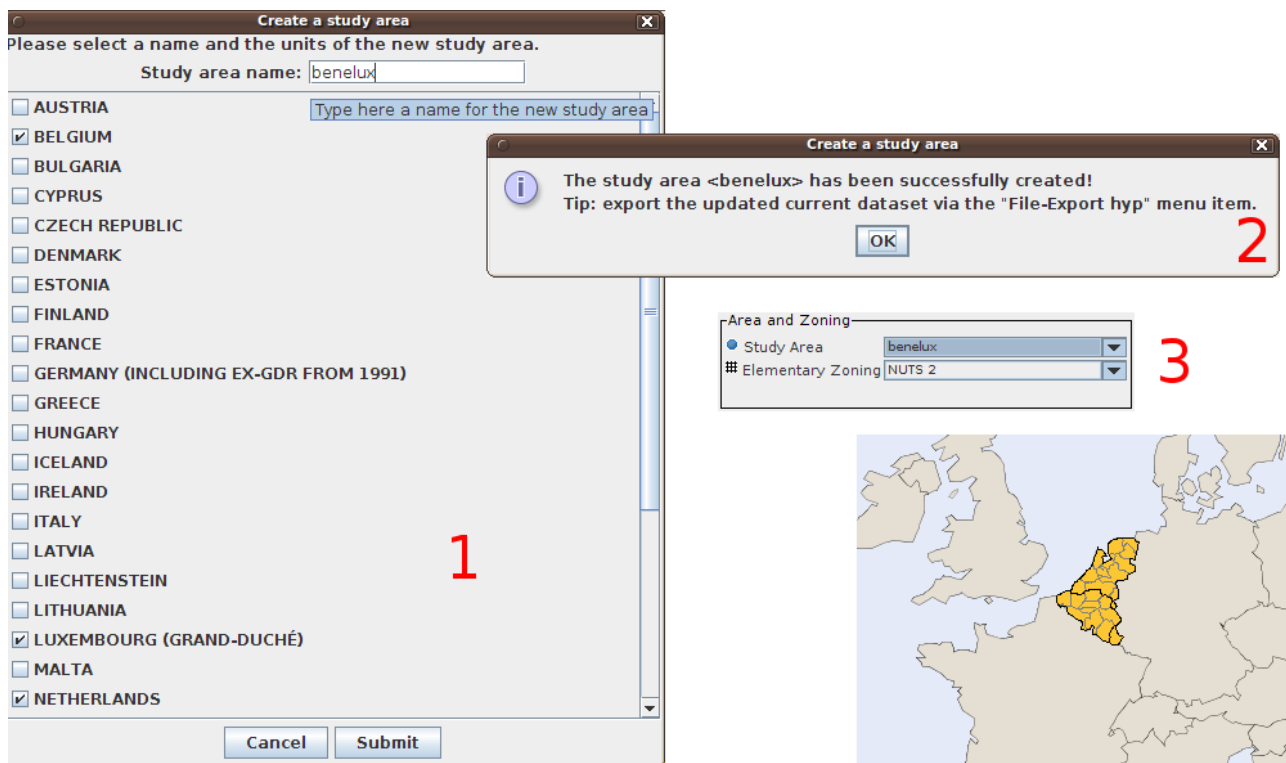 Create a study area
Please select a name and the units of the new study area.
Study area name: benelux
Type here a name for the new study area
AUSTRIA
BELGIUM
BULGARIA
CYPRUS
CZECH REPUBLIC
DENMARK
ESTONIA
FINLAND
FRANCE
GERMANY (INCLUDING EX-GDR FROM 1991)
GREECE
HUNGARY
ICELAND
IRELAND
ITALY
LATVIA
LIECHTENSTEIN
LITHUANIA
LUXEMBOURG (GRAND-DUCHÉ)
MALTA
NETHERLANDS
Cancel Submit
1
Create a study area
The study area <benelux> has been successfully created!
Tip: export the updated current dataset via the "File-Export hyp" menu item.
OK
2
Area and Zoning
Study Area benelux
Elementary Zoning NUTS 2
3